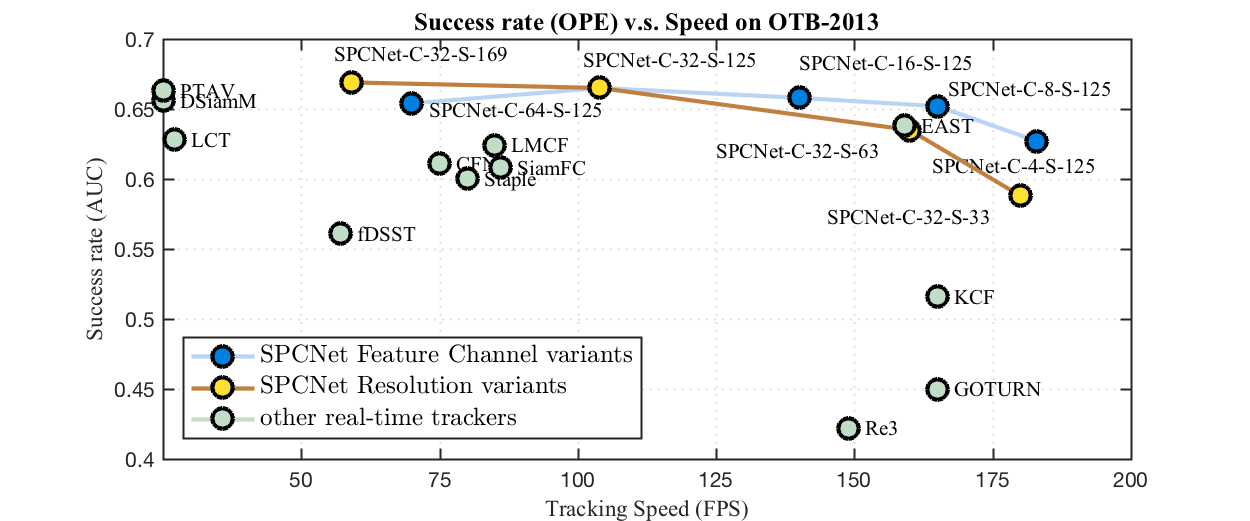 Success rate (OPE) v.s. Speed on OTB-2013
0.7
0.65
0.6
0.55
0.5
0.45
0.4
Success rate (AUC)
SPCNet-C-32-S-169
SPCNet-C-32-S-125
SPCNet-C-16-S-125
SPCNet-C-8-S-125
PTAV
DSiamM
SPCNet-C-64-S-125
EAST
LCT
LMCF
SPCNet-C-32-S-63
CFN
SiamFC
SPCNet-C-4-S-125
Staple
SPCNet-C-32-S-33
fDSST
KCF
GOTURN
Re3
SPCNet Feature Channel variants
SPCNet Resolution variants
other real-time trackers
50
75
100
125
150
175
200
Tracking Speed (FPS)